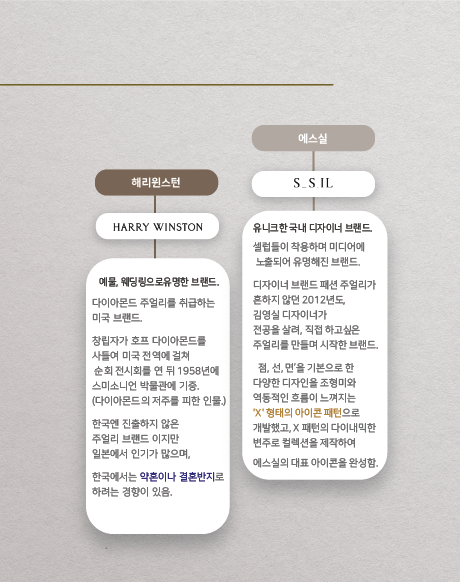 해리윈스턴
HARRY WINSTON
예물, 웨딩링으로유명한 브랜드.
다이아몬드 주얼리를 취급하는
미국 브랜드.
창립자가 호프 다이아몬드를
사들여 미국 전역에 걸쳐
순회 전시회를 연 뒤 1958년에
스미소니언 박물관에 기증.
(다이아몬드의 저주를 피한 인물.)
한국엔 진출하지 않은
주얼리 브랜드 이지만
일본에서 인기가 많으며,
한국에서는 약혼이나 결혼반지로
하려는 경향이 있음.
에스실
S_S.IL
유니크한 국내 디자이너 브랜드.
셀럽들이 착용하며 미디어에
노출되어 유명해진 브랜드.
디자이너 브랜드 패션 주얼리가
흔하지 않던 2012년도,
김영실 디자이너가
전공을 살려, 직접 하고싶은
주얼리를 만들며 시작한 브랜드.
점, 선, 면'을 기본으로 한
다양한 디자인을 조형미와
역동적인 흐름이 느껴지는
'X' 형태의 아이콘 패턴으로
개발했고, X 패턴의 다이내믹한
변주로 컬렉션을 제작하여
에스실의 대표 아이콘을 완성함.